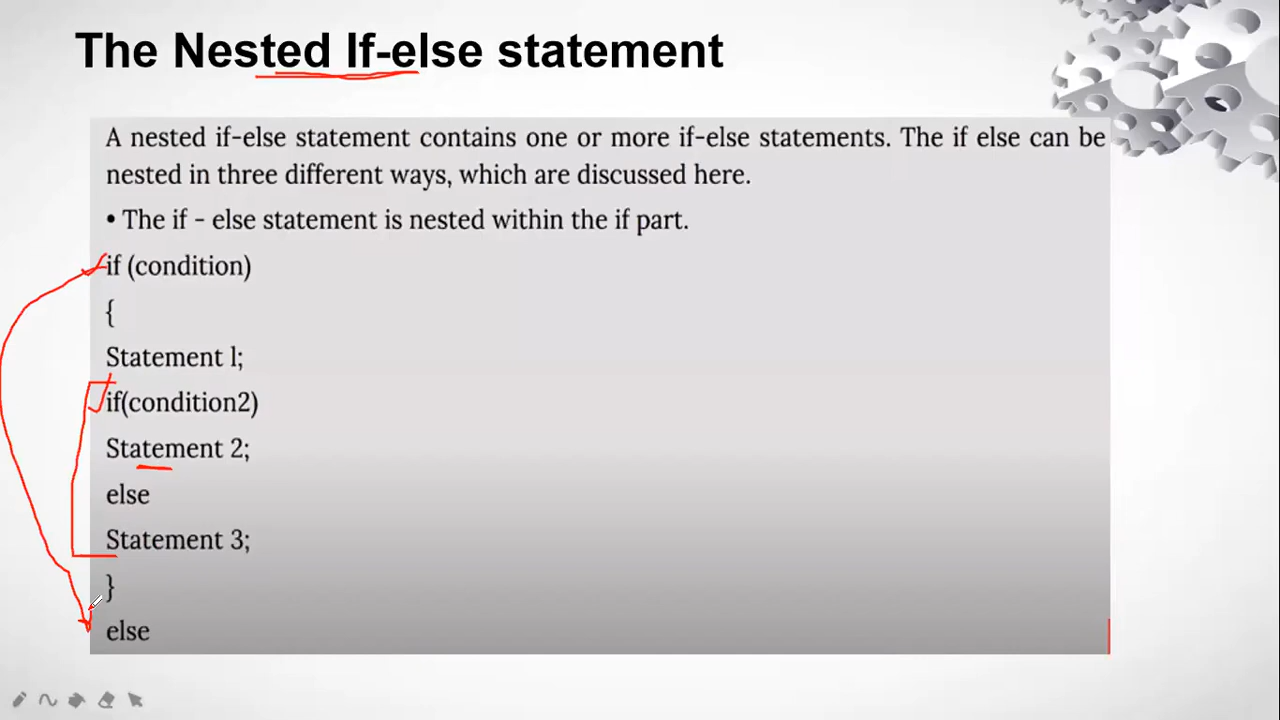 The Nested If-else statement
A nested if-else statement contains one or more if-else statements. The if else can be
nested in three different ways, which are discussed here.
• The if - else statement is nested within the if part.
if (condition)
{
Statement l;
if(condition2)
Statement 2;
else
Statement 3;
}
else